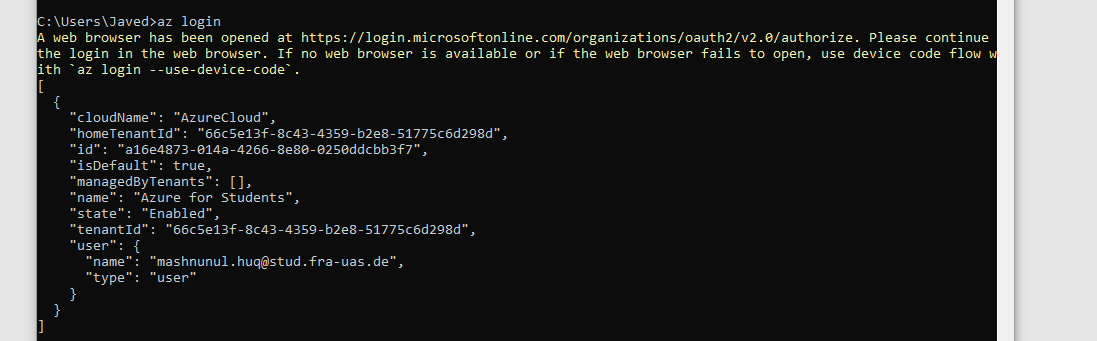 C:\Users\Javed>az login
A web browser has been opened at https://login.microsoftonline.com/organizations/oauth2/v2.0/authorize. Please continue
the login in the web browser. If no web browser is available or if the web browser fails to open, use device code flow w
ith `az login --use-device-code`.
[
  {
    "cloudName": "AzureCloud",
    "homeTenantId": "66c5e13f-8c43-4359-b2e8-51775c6d298d",
    "id": "a16e4873-014a-4266-8e80-0250ddcbb3f7",
    "isDefault": true,
    "managedByTenants": [],
    "name": "Azure for Students",
    "state": "Enabled",
    "tenantId": "66c5e13f-8c43-4359-b2e8-51775c6d298d",
    "user": {
      "name": "mashnunul.huq@stud.fra-uas.de",
      "type": "user"
    }
  }
]